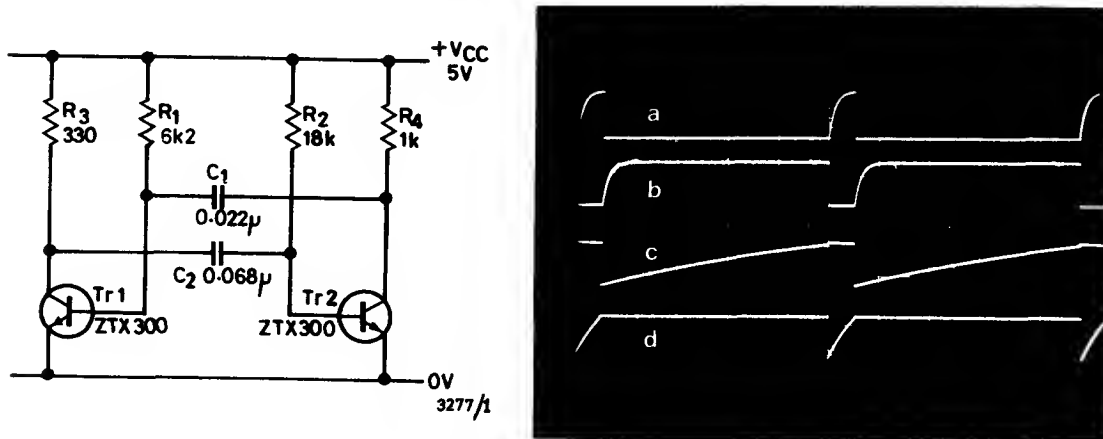 +VCC
5V
R3
330
R1
6k2
R2
18k
R4
1k
C1
0.022µ
C2 0.068µ
Tr1
ZTX300
Tr2
ZTX300
0V
3277/1
a
b
c
d